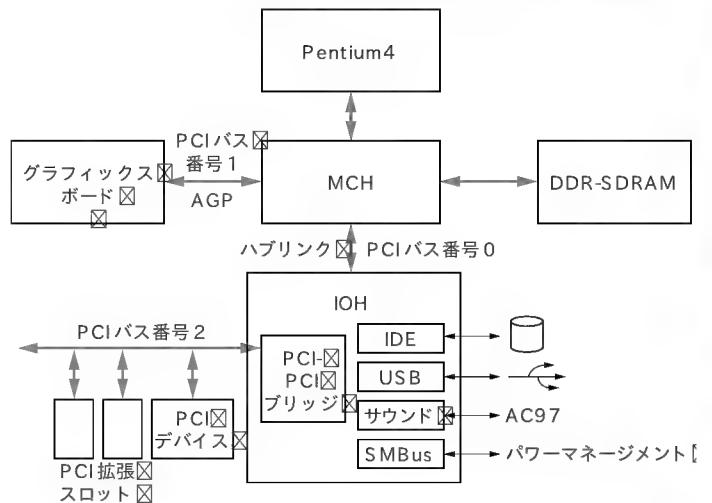 Pentium4
PCIバス
番号1
グラフィックス
ボード
AGP
MCH
DDR-SDRAM
ハブリンク
PCIバス番号0
IOH
PCIバス番号2
PCI-
PCI
ブリッジ
IDE
USB
サウンド
AC97
SMBus
パワーマネージメント
PCI
デバイス
PCI拡張
スロット